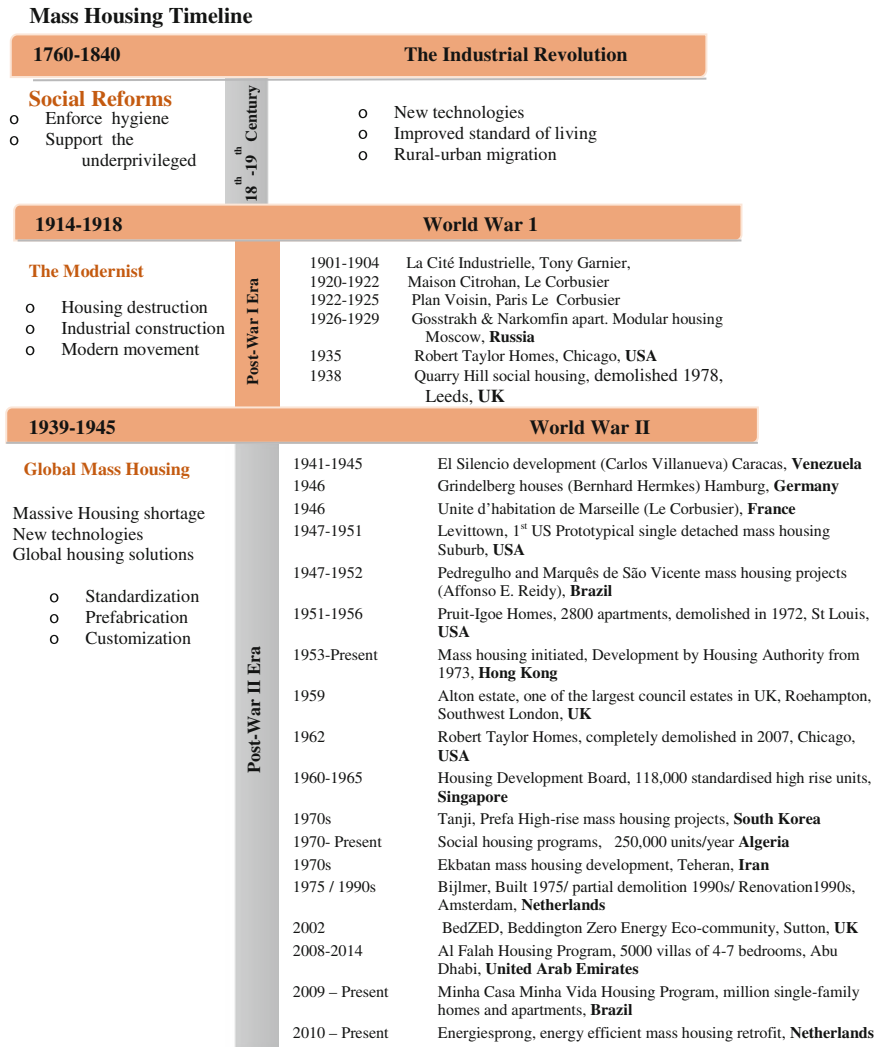 Mass Housing Timeline
1760-1840 The Industrial Revolution
Social Reforms
o Enforce hygiene
o Support the
underprivileged
18th -19th Century
o New technologies
o Improved standard of living
o Rural-urban migration
1914-1918 World War 1
The Modernist
o Housing destruction
o Industrial construction
o Modern movement
Post-War I Era
1901-1904 La Cité Industrielle, Tony Garnier,
1920-1922 Maison Citrohan, Le Corbusier
1922-1925 Plan Voisin, Paris Le Corbusier
1926-1929 Gosstrakh & Narkomfin apart. Modular housing
Moscow, Russia
1935 Robert Taylor Homes, Chicago, USA
1938 Quarry Hill social housing, demolished 1978,
Leeds, UK
1939-1945 World War II
Global Mass Housing
Massive Housing shortage
New technologies
Global housing solutions
o Standardization
o Prefabrication
o Customization
Post-War II Era
1941-1945 El Silencio development (Carlos Villanueva) Caracas, Venezuela
1946 Grindelberg houses (Bernhard Hermkes) Hamburg, Germany
1946 Unite d'habitation de Marseille (Le Corbusier), France
1947-1951 Levittown, 1st US Prototypical single detached mass housing
Suburb, USA
1947-1952 Pedregulho and Marquês de São Vicente mass housing projects
(Affonso E. Reidy), Brazil
1951-1956 Pruit-Igoe Homes, 2800 apartments, demolished in 1972, St Louis,
USA
1953-Present Mass housing initiated, Development by Housing Authority from
1973, Hong Kong
1959 Alton estate, one of the largest council estates in UK, Roehampton,
Southwest London, UK
1962 Robert Taylor Homes, completely demolished in 2007, Chicago,
USA
1960-1965 Housing Development Board, 118,000 standardised high rise units,
Singapore
1970s Tanji, Prefa High-rise mass housing projects, South Korea
1970- Present Social housing programs, 250,000 units/year Algeria
1970s Ekbatan mass housing development, Teheran, Iran
1975 / 1990s Bijlmer, Built 1975/ partial demolition 1990s/ Renovation1990s,
Amsterdam, Netherlands
2002 BedZED, Beddington Zero Energy Eco-community, Sutton, UK
2008-2014 Al Falah Housing Program, 5000 villas of 4-7 bedrooms, Abu
Dhabi, United Arab Emirates
2009 – Present Minha Casa Minha Vida Housing Program, million single-family
homes and apartments, Brazil
2010 – Present Energiesprong, energy efficient mass housing retrofit, Netherlands